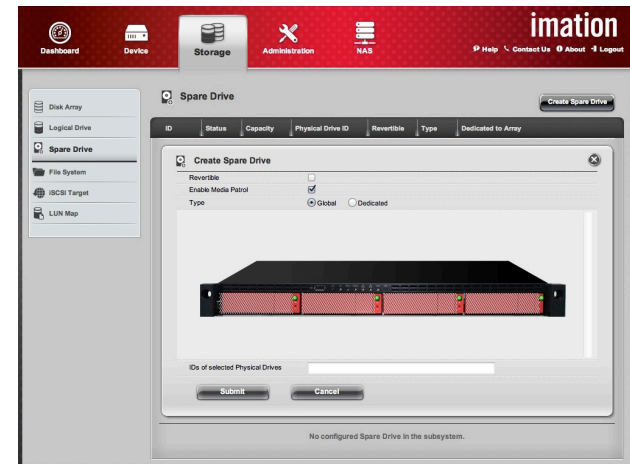 imation
Dashboard
Device
Storage
Administration
NAS
Help
Contact Us
About
Logout
Disk Array
Logical Drive
Spare Drive
File System
iSCSI Target
LUN Map
Spare Drive
Create Spare Drive
ID Status Capacity Physical Drive ID Revertible Type Dedicated to Array
Create Spare Drive
Revertible
Enable Media Patrol
Type Global Dedicated
IDs of selected Physical Drives
Submit Cancel
No configured Spare Drive in the subsystem.